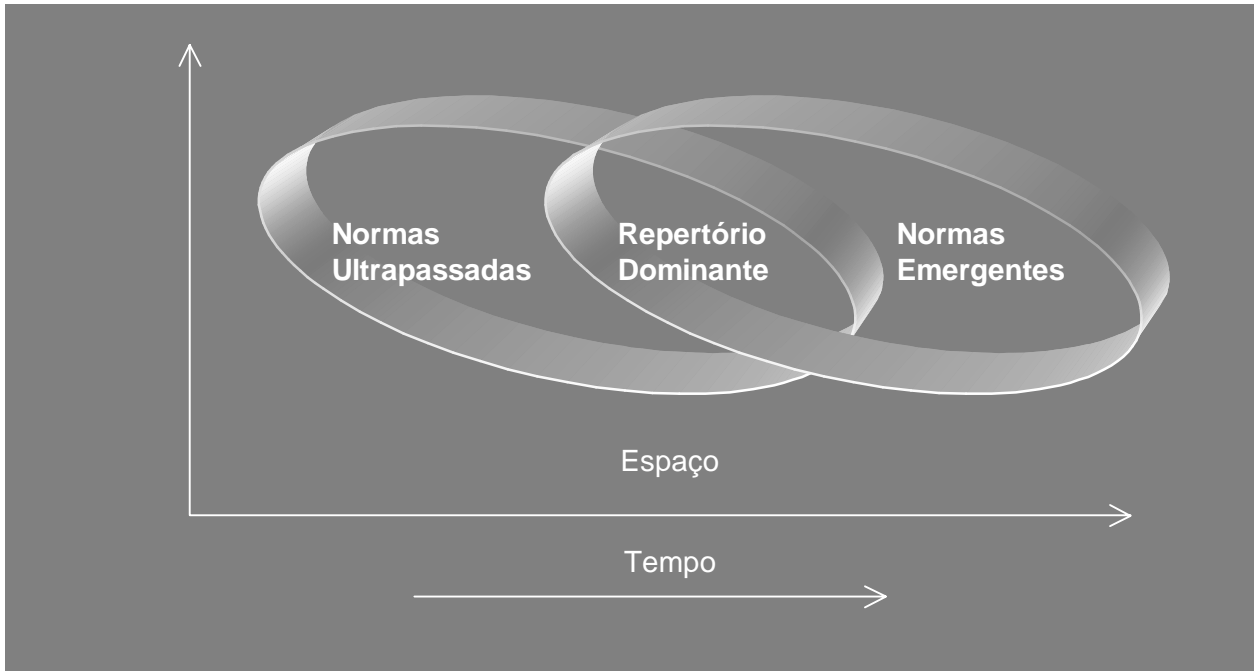 Normas
Ultrapassadas
Repertório
Dominante
Normas
Emergentes
Espaço
Tempo